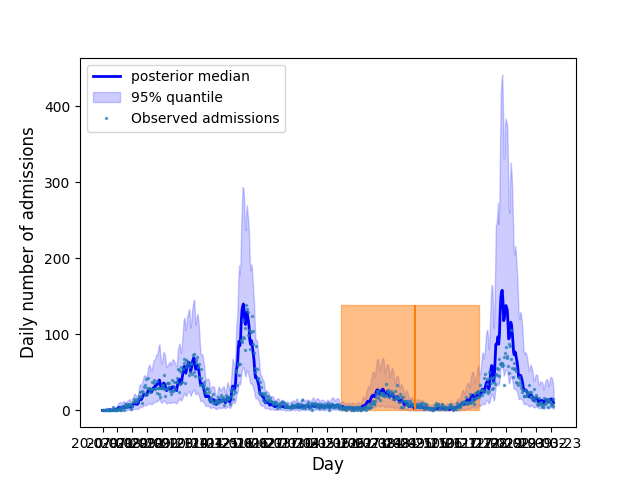 posterior median
95% quantile
Observed admissions
400
300
200
100
0
Daily number of admissions
Day